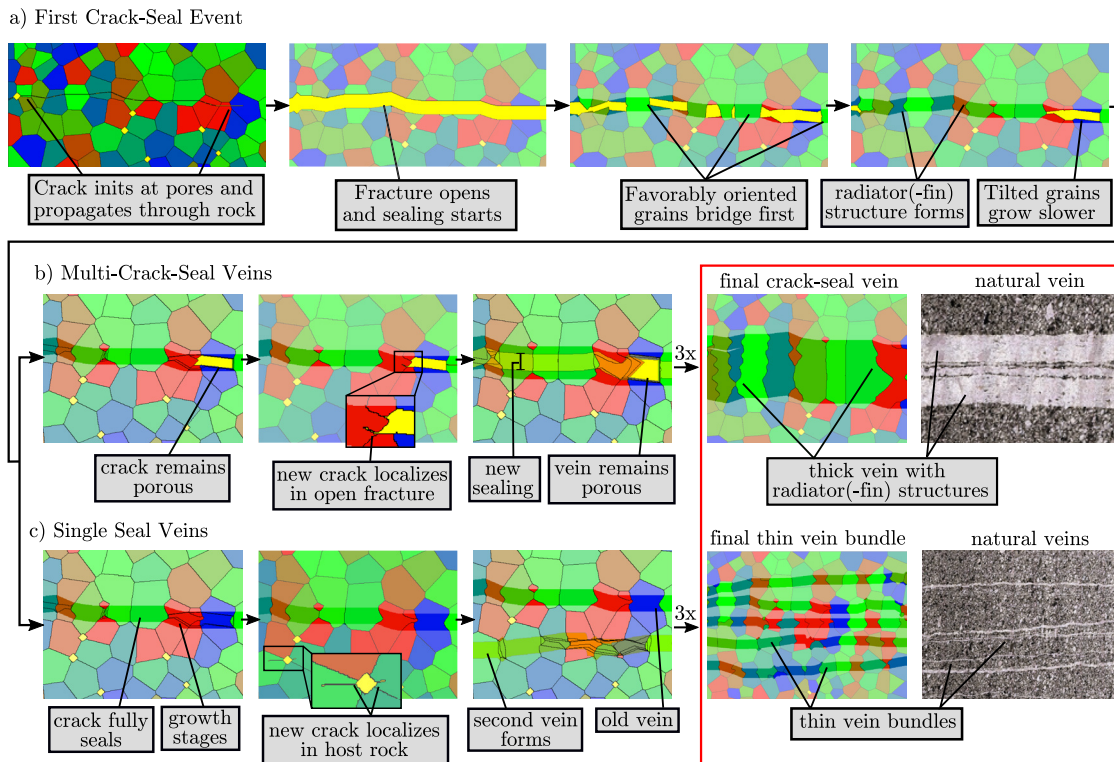 a) First Crack-Seal Event
Crack inits at pores and
propagates through rock
Fracture opens
and sealing starts
Favorably oriented
grains bridge first
radiator(-fin)
structure forms
Tilted grains
grow slower
b) Multi-Crack-Seal Veins
final crack-seal vein
natural vein
3x
crack remains
porous
new crack localizes
in open fracture
new
sealing
vein remains
porous
thick vein with
radiator(-fin) structures
c) Single Seal Veins
final thin vein bundle
natural veins
3x
crack fully
seals
growth
stages
new crack localizes
in host rock
second vein
forms
old vein
thin vein bundles